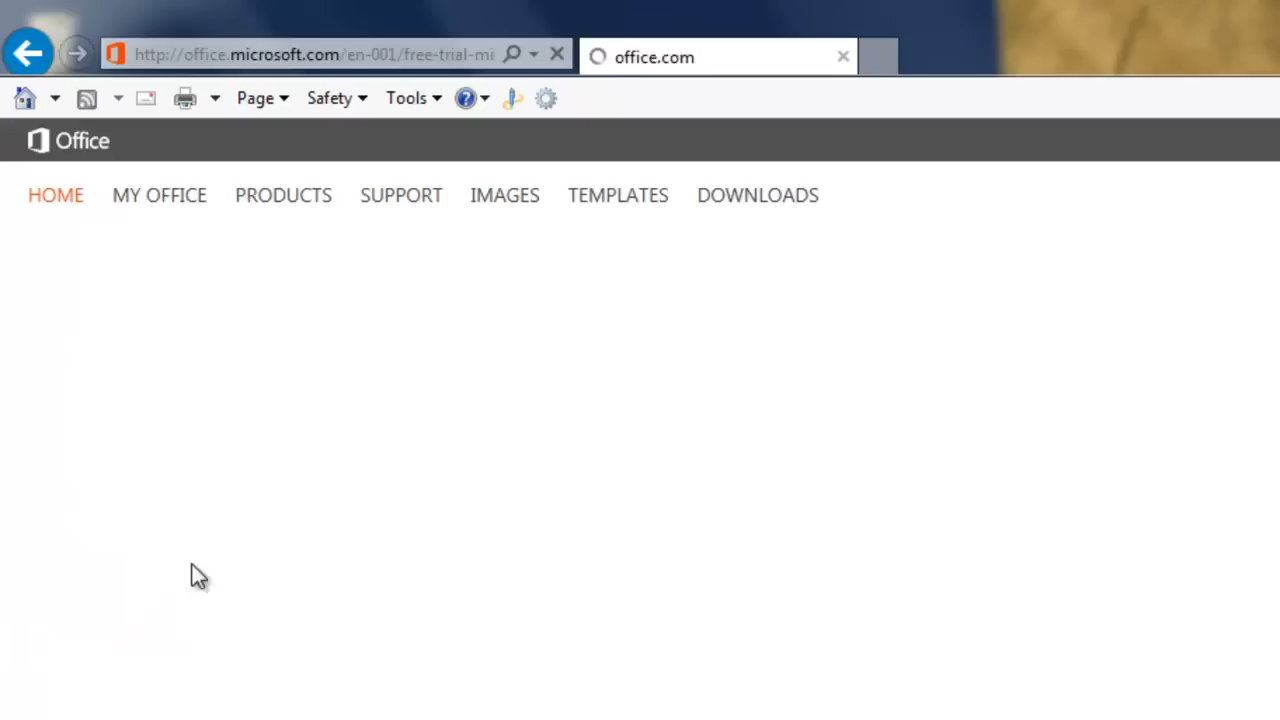 http://office.microsoft.com/en-001/free-trial-mi
office.com
Page Safety Tools
Office
HOME MY OFFICE PRODUCTS SUPPORT IMAGES TEMPLATES DOWNLOADS